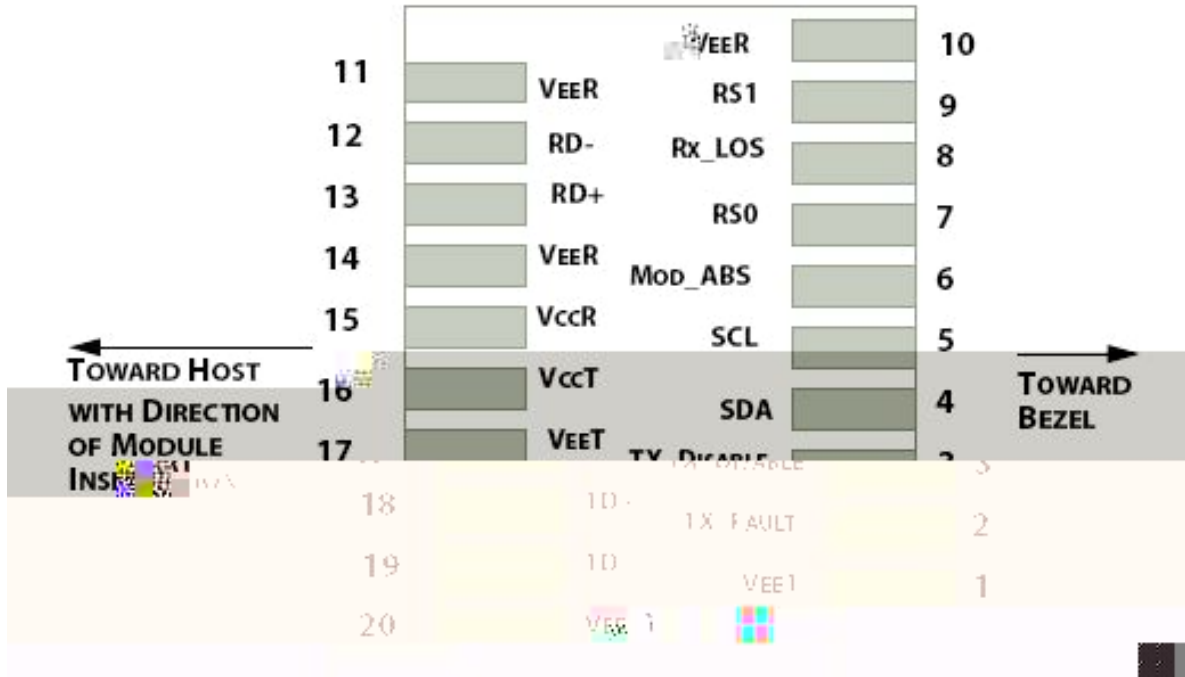 VEER 10
11 VEER RS1 9
12 RD- RX_LOS 8
13 RD+ RS0 7
14 VEER MOD_ABS 6
15 VCCR SCL 5
TOWARD HOST
WITH DIRECTION
OF MODULE
16 VCCT SDA 4
TOWARD
BEZEL
17 VEET TX_DISABLE 3
18 TX_FAULT 2
19 1
20